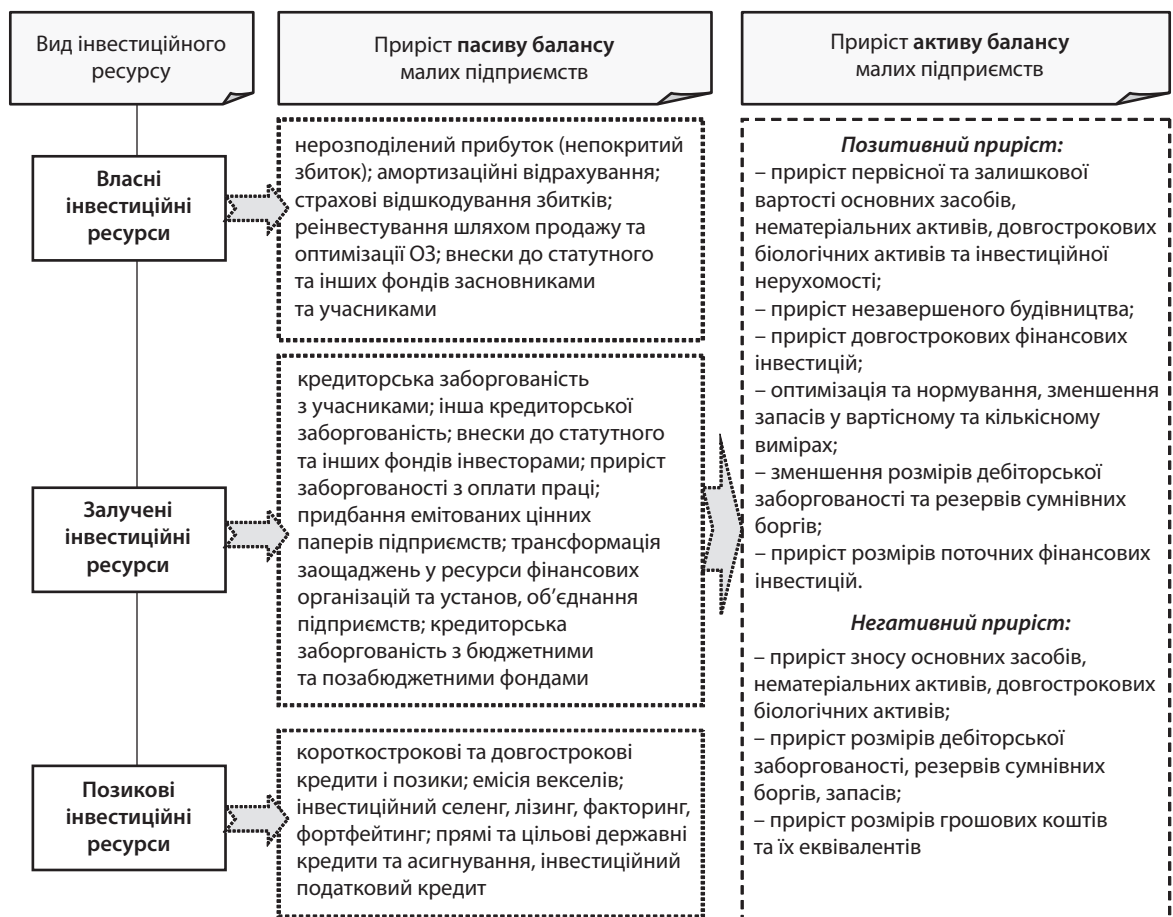 Вид інвестиційного
ресурсу
Приріст пасиву балансу
малих підприємств
Приріст активу балансу
малих підприємств
Власні
інвестиційні
ресурси
нерозподілений прибуток (непокритий
збиток); амортизаційні відрахування;
страхові відшкодування збитків;
реінвестування шляхом продажу та
оптимізації ОЗ; внески до статутного
та інших фондів засновниками
та учасниками
Залучені
інвестиційні
ресурси
кредиторська заборгованість
з учасниками; інша кредиторської
заборгованість; внески до статутного
та інших фондів інвесторами; приріст
заборгованості з оплати праці;
придбання емітованих цінних
паперів підприємств; трансформація
заощаджень у ресурси фінансових
організацій та установ, об’єднання
підприємств; кредиторська
заборгованість з бюджетними
та позабюджетними фондами
Позикові
інвестиційні
ресурси
короткострокові та довгострокові
кредити і позики; емісія векселів;
інвестиційний селенг, лізинг, факторинг,
фортфейтинг; прямі та цільові державні
кредити та асигнування, інвестиційний
податковий кредит
Позитивний приріст:
– приріст первісної та залишкової
вартості основних засобів,
нематеріальних активів, довгострокових
біологічних активів та інвестиційної
нерухомості;
– приріст незавершеного будівництва;
– приріст довгострокових фінансових
інвестицій;
– оптимізація та нормування, зменшення
запасів у вартісному та кількісному
вимірах;
– зменшення розмірів дебіторської
заборгованості та резервів сумнівних
боргів;
– приріст розмірів поточних фінансових
інвестицій.
Негативний приріст:
– приріст зносу основних засобів,
нематеріальних активів, довгострокових
біологічних активів;
– приріст розмірів дебіторської
заборгованості, резервів сумнівних
боргів, запасів;
– приріст розмірів грошових коштів
та їх еквівалентів